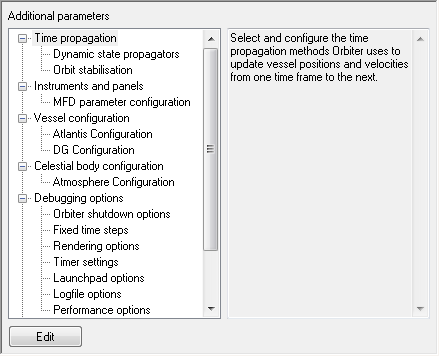 Additional parameters
Time propagation
Dynamic state propagators
Orbit stabilisation
Instruments and panels
MFD parameter configuration
Vessel configuration
Atlantis Configuration
DG Configuration
Celestial body configuration
Atmosphere Configuration
Debugging options
Orbiter shutdown options
Fixed time steps
Rendering options
Timer settings
Launchpad options
Logfile options
Performance options
Select and configure the time
propagation methods Orbiter uses to
update vessel positions and velocities
from one time frame to the next.
Edit